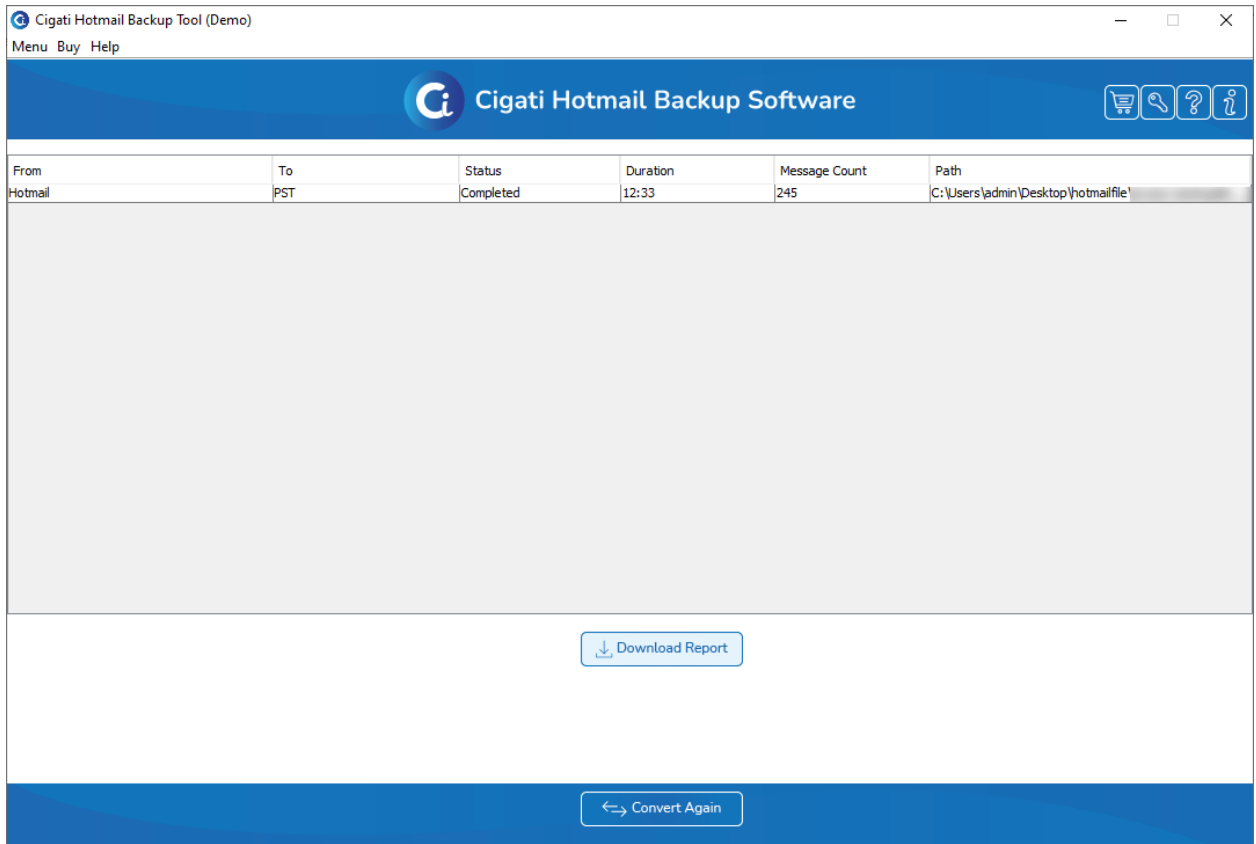 Cigati Hotmail Backup Tool (Demo)
Menu Buy Help
Ci Cigati Hotmail Backup Software
From To Status Duration Message Count Path
Hotmail PST Completed 12:33 245 C:\Users\admin\Desktop\hotmailfile\
Download Report
Convert Again